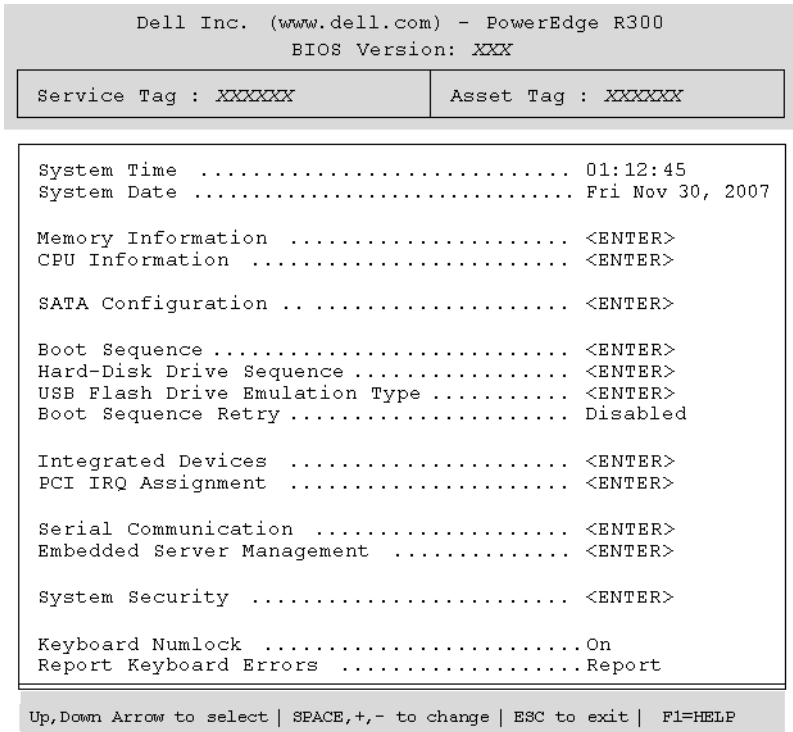 Dell Inc. (www.dell.com) - PowerEdge R300
BIOS Version: XXX
Service Tag : XXXXXX Asset Tag : XXXXXX
System Time ............................. 01:12:45
System Date ................................. Fri Nov 30, 2007
Memory Information ...................... <ENTER>
CPU Information ......................... <ENTER>
SATA Configuration .. .................... <ENTER>
Boot Sequence ............................ <ENTER>
Hard-Disk Drive Sequence ................. <ENTER>
USB Flash Drive Emulation Type ........... <ENTER>
Boot Sequence Retry ...................... Disabled
Integrated Devices ...................... <ENTER>
PCI IRQ Assignment ...................... <ENTER>
Serial Communication .................... <ENTER>
Embedded Server Management .............. <ENTER>
System Security ......................... <ENTER>
Keyboard Numlock .........................On
Report Keyboard Errors ...................Report
Up,Down Arrow to select | SPACE,+,- to change | ESC to exit | F1=HELP